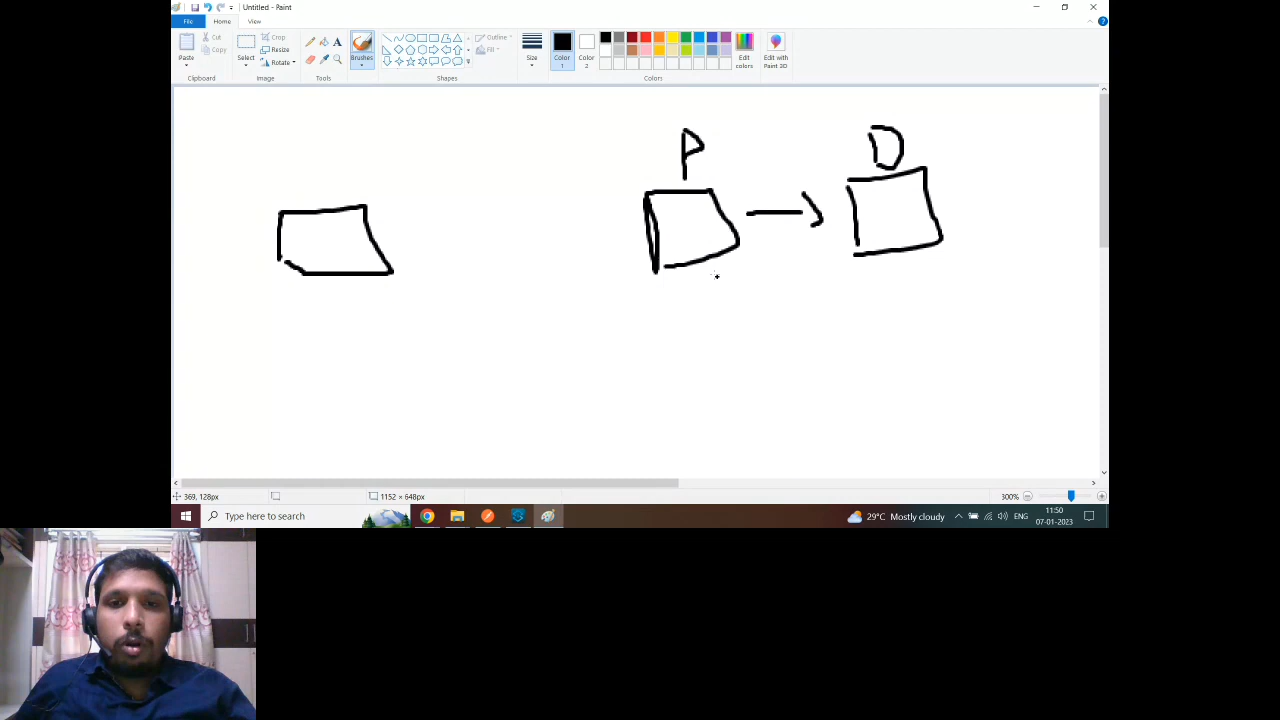 Untitled - Paint
File Home View
Paste Cut Copy Clipboard
Select Crop Resize Rotate Image
Tools
Brushes
Outline Fill Shapes
Size
Color 1 Color 2 Edit colors Colors
Edit with Paint 3D
P D
369, 128px 1152 × 648px 300%
Type here to search 29°C Mostly cloudy ENG 11:50
07-01-2023